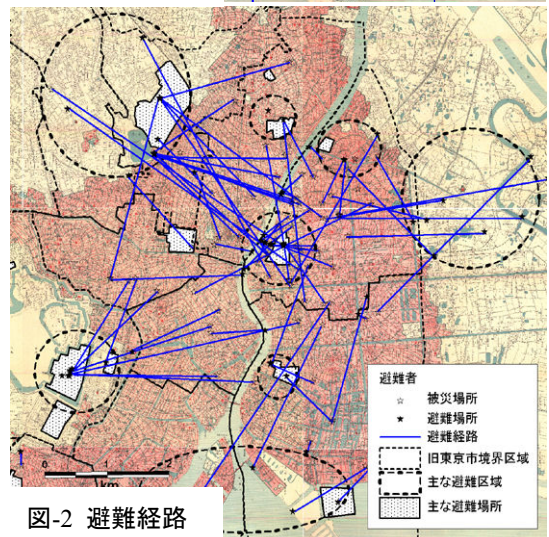 避難者
被災場所
避難場所
避難経路
旧東京市境界区域
主な避難区域
主な避難場所
0 2
km
図-2 避難経路